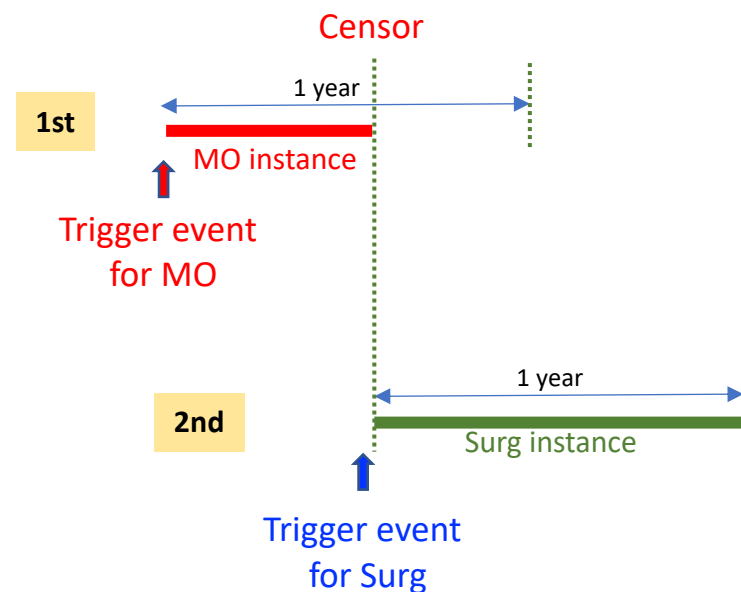 Censor
1 year
1st
MO instance
Trigger event
for MO
1 year
2nd
Surg instance
Trigger event
for Surg